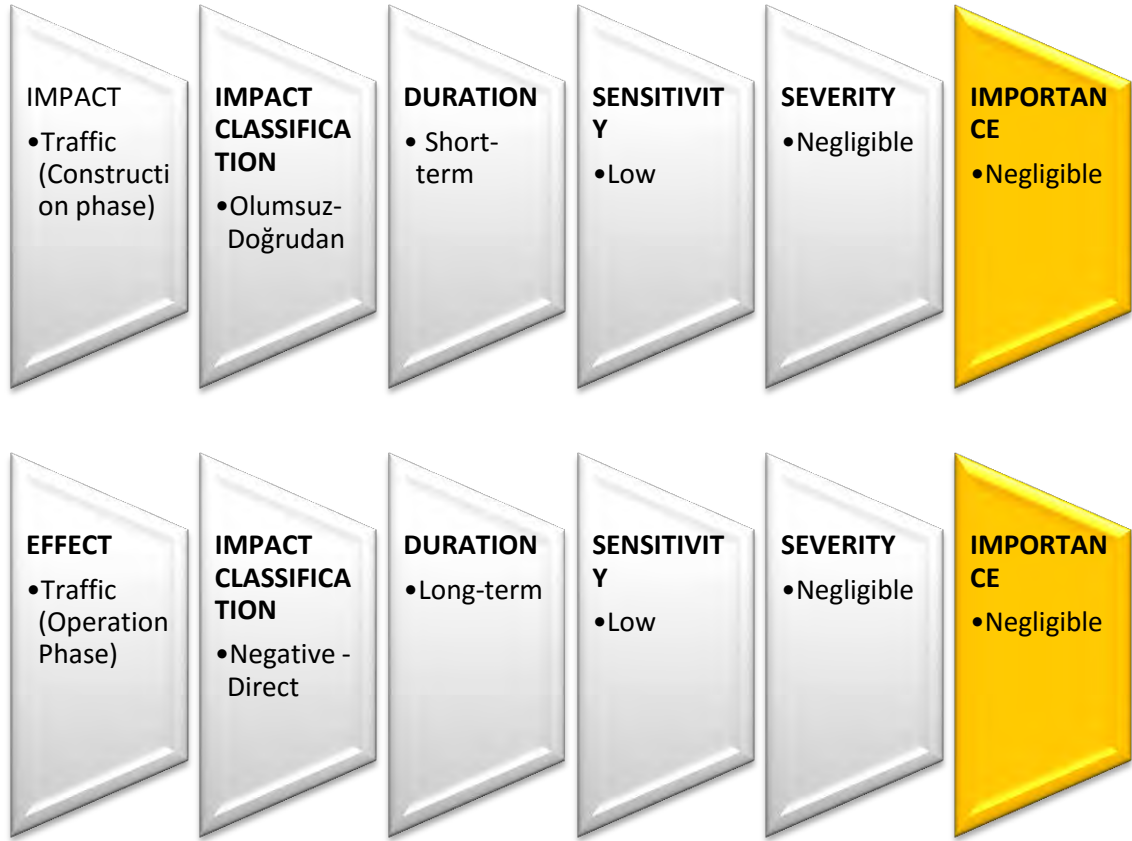 IMPACT
•Traffic
(Constructi
on phase)
IMPACT
CLASSIFICA
TION
•Olumsuz-
Doğrudan
DURATION
• Short-
term
SENSITIVIT
Y
•Low
SEVERITY
•Negligible
IMPORTAN
CE
•Negligible
EFFECT
•Traffic
(Operation
Phase)
IMPACT
CLASSIFICA
TION
•Negative -
Direct
DURATION
•Long-term
SENSITIVIT
Y
•Low
SEVERITY
•Negligible
IMPORTAN
CE
•Negligible